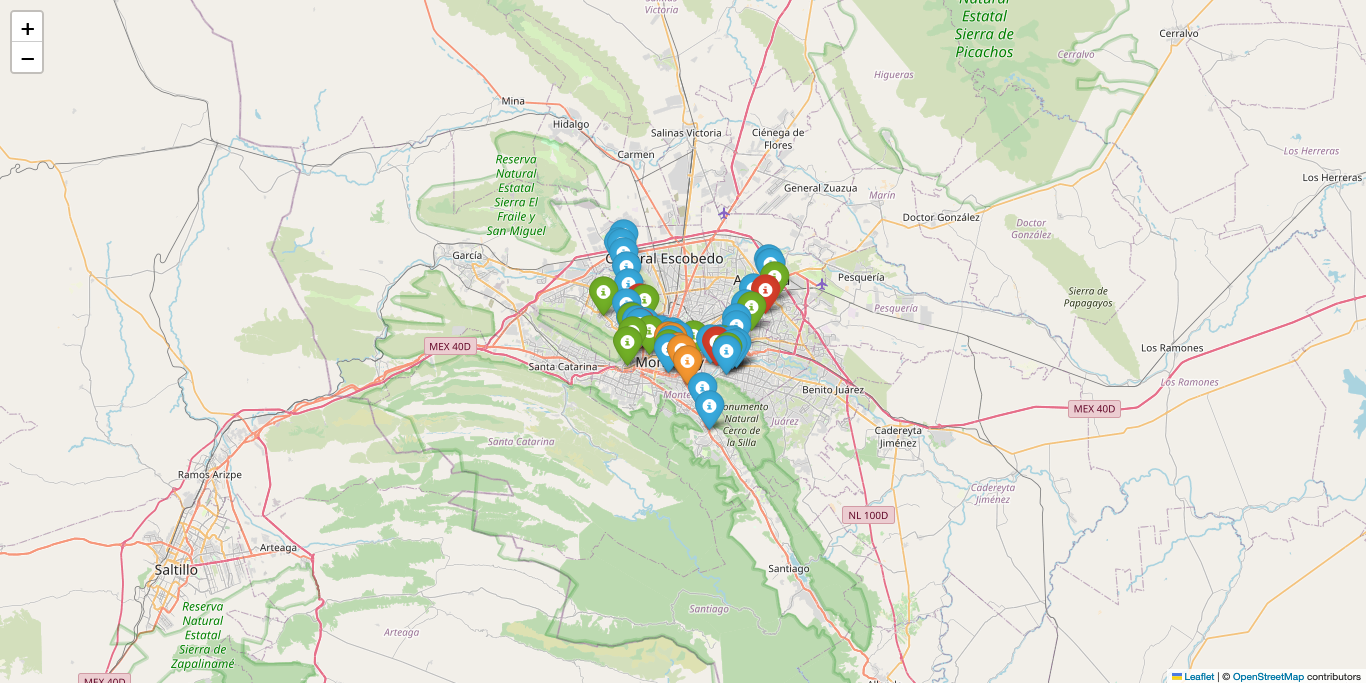 +
−
Salinas
Victoria
Natural
Estatal
Sierra de
Picachos
Cerralvo
Cerralvo
Higueras
Mina
Hidalgo
Salinas Victoria
Ciénega de
Flores
Carmen
Los Herreras
Los Herreras
Reserva
Natural
Estatal
Sierra El
Fraile y
San Miguel
General Zuazua
Marín
Doctor González
Doctor
González
García
General Escobedo
Pesquería
Pesquería
Sierra de
Papagayos
MEX 40D
Santa Catarina
Los Ramones
Los Ramones
Benito Juárez
MEX 40D
Monumento
Natural
Cerro de
la Silla
Juárez
Cadereyta
Jiménez
Santa Catarina
Ramos Arizpe
Cadereyta
Jiménez
NL 100D
Arteaga
Saltillo
Santiago
Santiago
Reserva
Natural
Estatal
Sierra de
Zapalinamé
Arteaga
MEX 40D
Leaflet | © OpenStreetMap contributors